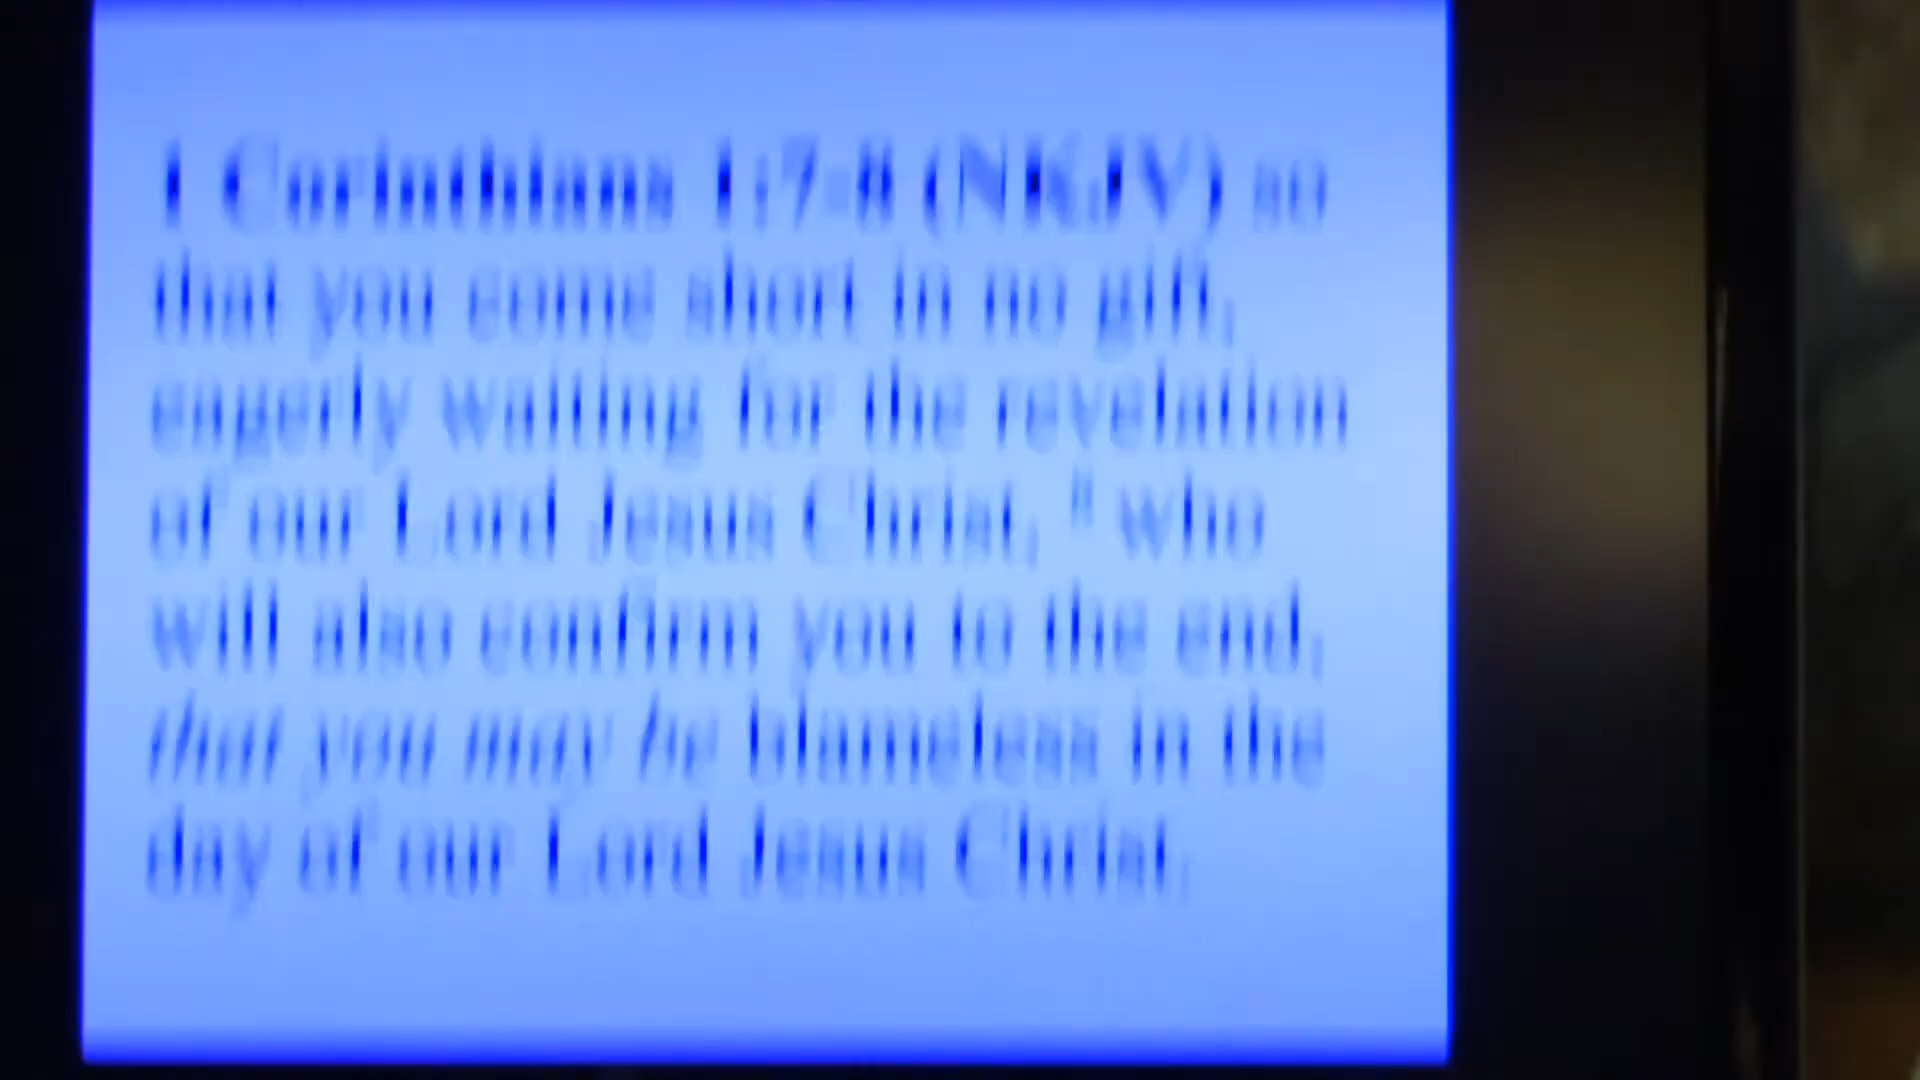 1 Corinthians 1:7-8 (NKJV) so
that you come short in no gift,
eagerly waiting for the revelation
of our Lord Jesus Christ, ⁸ who
will also confirm you to the end,
that you may be blameless in the
day of our Lord Jesus Christ.